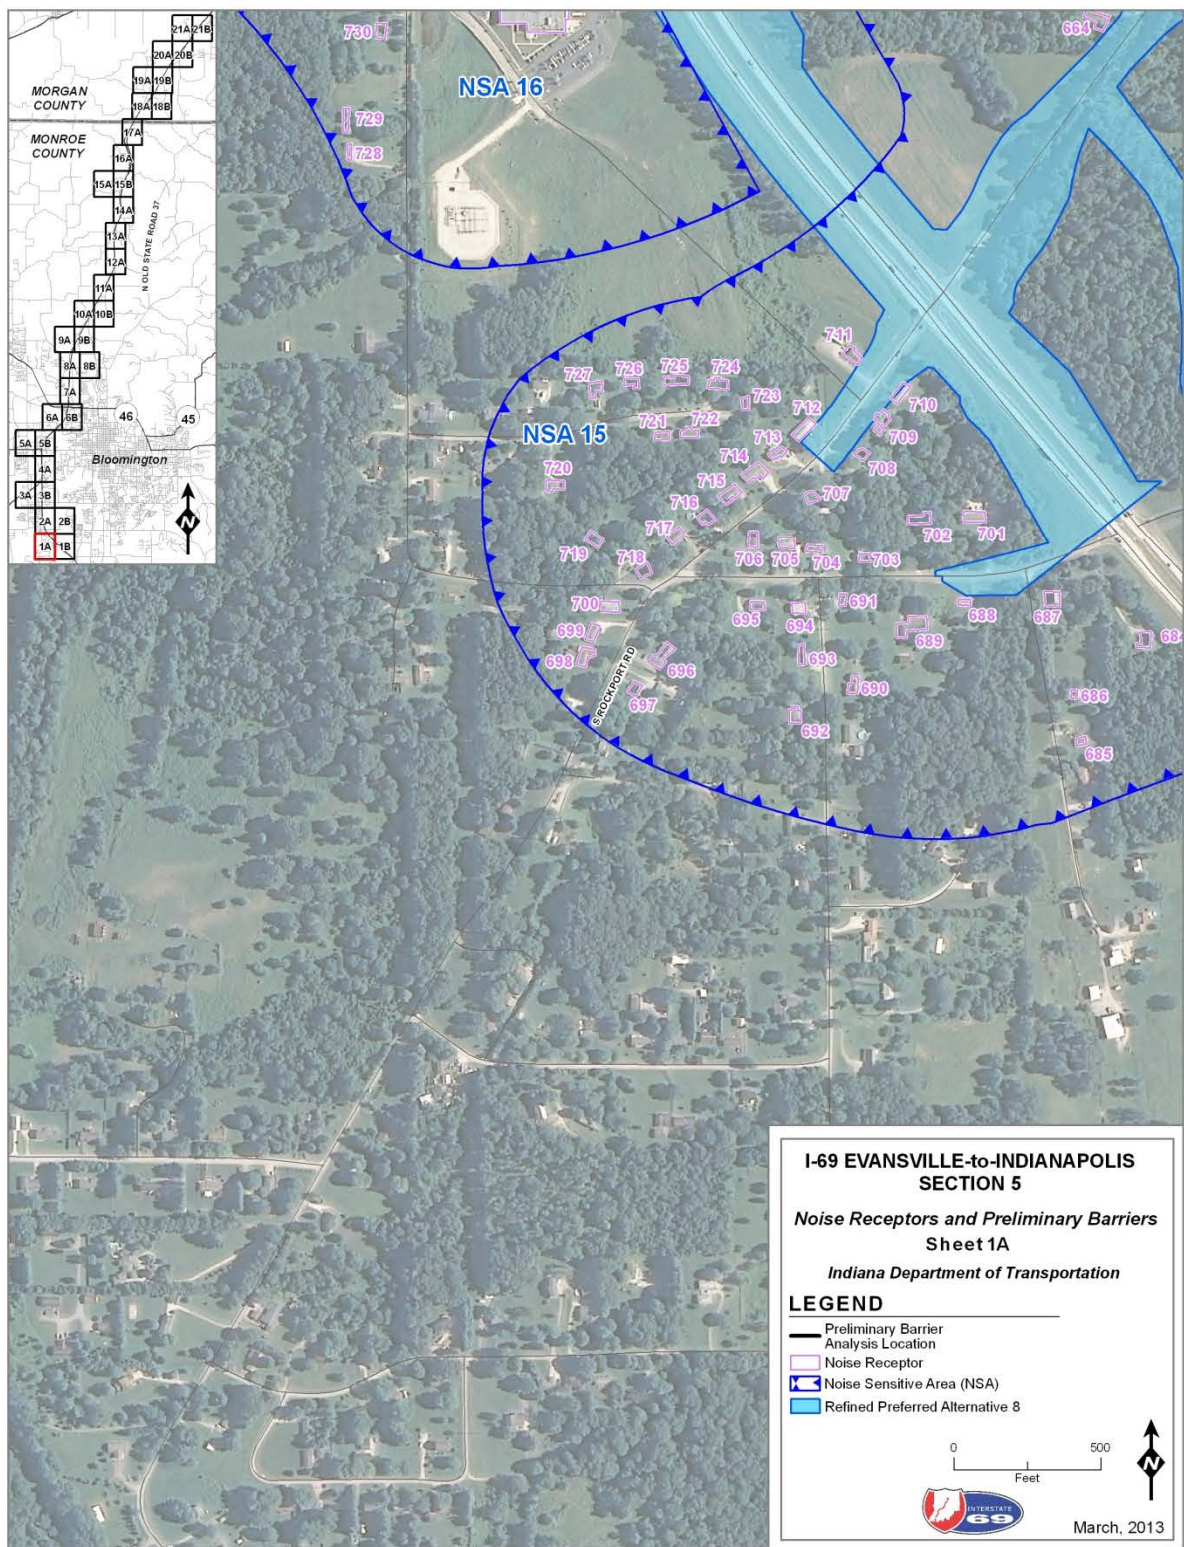 21A 21B
20A 20B
19A 19B
18A 18B
17A
16A
15A 15B
14A
13A
12A
11A
10A 10B
9A 9B
8A 8B
7A
6A 6B
5A 5B
4A
3A 3B
2A 2B
1A 1B
MORGAN
COUNTY
MONROE
COUNTY
N OLD STATE ROAD 37
46
45
Bloomington
N
730
729
728
NSA 16
664
711
727
726
725
724
723
710
709
708
712
713
721
722
NSA 15
714
715
716
717
720
719
718
707
702
701
706
705
704
703
700
699
698
695
694
691
689
688
687
684
696
697
693
690
692
686
685
S ROCKPORT RD
I-69 EVANSVILLE-to-INDIANAPOLIS
SECTION 5
Noise Receptors and Preliminary Barriers
Sheet 1A
Indiana Department of Transportation
LEGEND
Preliminary Barrier
Analysis Location
Noise Receptor
Noise Sensitive Area (NSA)
Refined Preferred Alternative 8
0 500
Feet
N
INTERSTATE
69
March, 2013